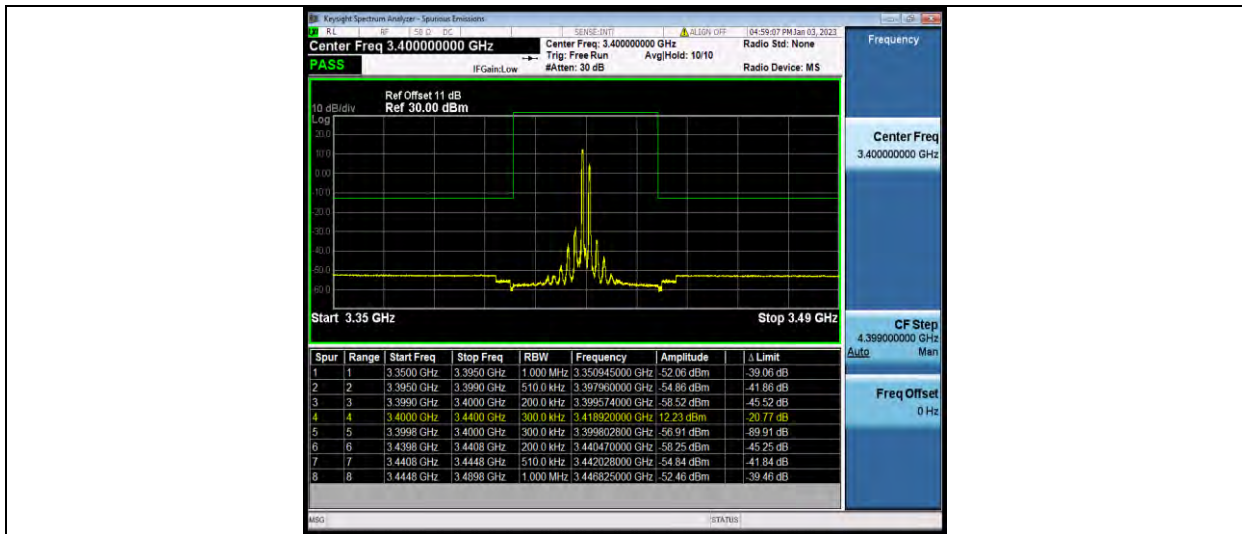 Keysight Spectrum Analyzer - Spurious Emissions
RL RF 50 Ω DC SENSE:INT ALIGN OFF 04:59:07 PM Jan 03, 2023
Center Freq 3.400000000 GHz Center Freq: 3.400000000 GHz Radio Std: None Frequency
PASS Trig: Free Run Avg|Hold: 10/10
IFGain:Low #Atten: 30 dB Radio Device: MS
Ref Offset 11 dB
10 dB/div Ref 30.00 dBm
Log
20.0
10.0
0.00
-10.0
-20.0
-30.0
-40.0
-50.0
-60.0
Start 3.35 GHz Stop 3.49 GHz
Center Freq
3.400000000 GHz
CF Step
4.399000000 GHz
Auto Man
Freq Offset
0 Hz
Spur Range Start Freq Stop Freq RBW Frequency Amplitude Δ Limit
1 1 3.3500 GHz 3.3950 GHz 1.000 MHz 3.350945000 GHz -52.06 dBm -39.06 dB
2 2 3.3950 GHz 3.3990 GHz 510.0 kHz 3.397960000 GHz -54.86 dBm -41.86 dB
3 3 3.3990 GHz 3.4000 GHz 200.0 kHz 3.399574000 GHz -58.52 dBm -45.52 dB
4 4 3.4000 GHz 3.4400 GHz 300.0 kHz 3.418920000 GHz 12.23 dBm -20.77 dB
5 5 3.3998 GHz 3.4000 GHz 300.0 kHz 3.399802800 GHz -56.91 dBm -89.91 dB
6 6 3.4398 GHz 3.4408 GHz 200.0 kHz 3.440470000 GHz -58.25 dBm -45.25 dB
7 7 3.4408 GHz 3.4448 GHz 510.0 kHz 3.442028000 GHz -54.84 dBm -41.84 dB
8 8 3.4448 GHz 3.4898 GHz 1.000 MHz 3.446825000 GHz -52.46 dBm -39.46 dB
MSG STATUS